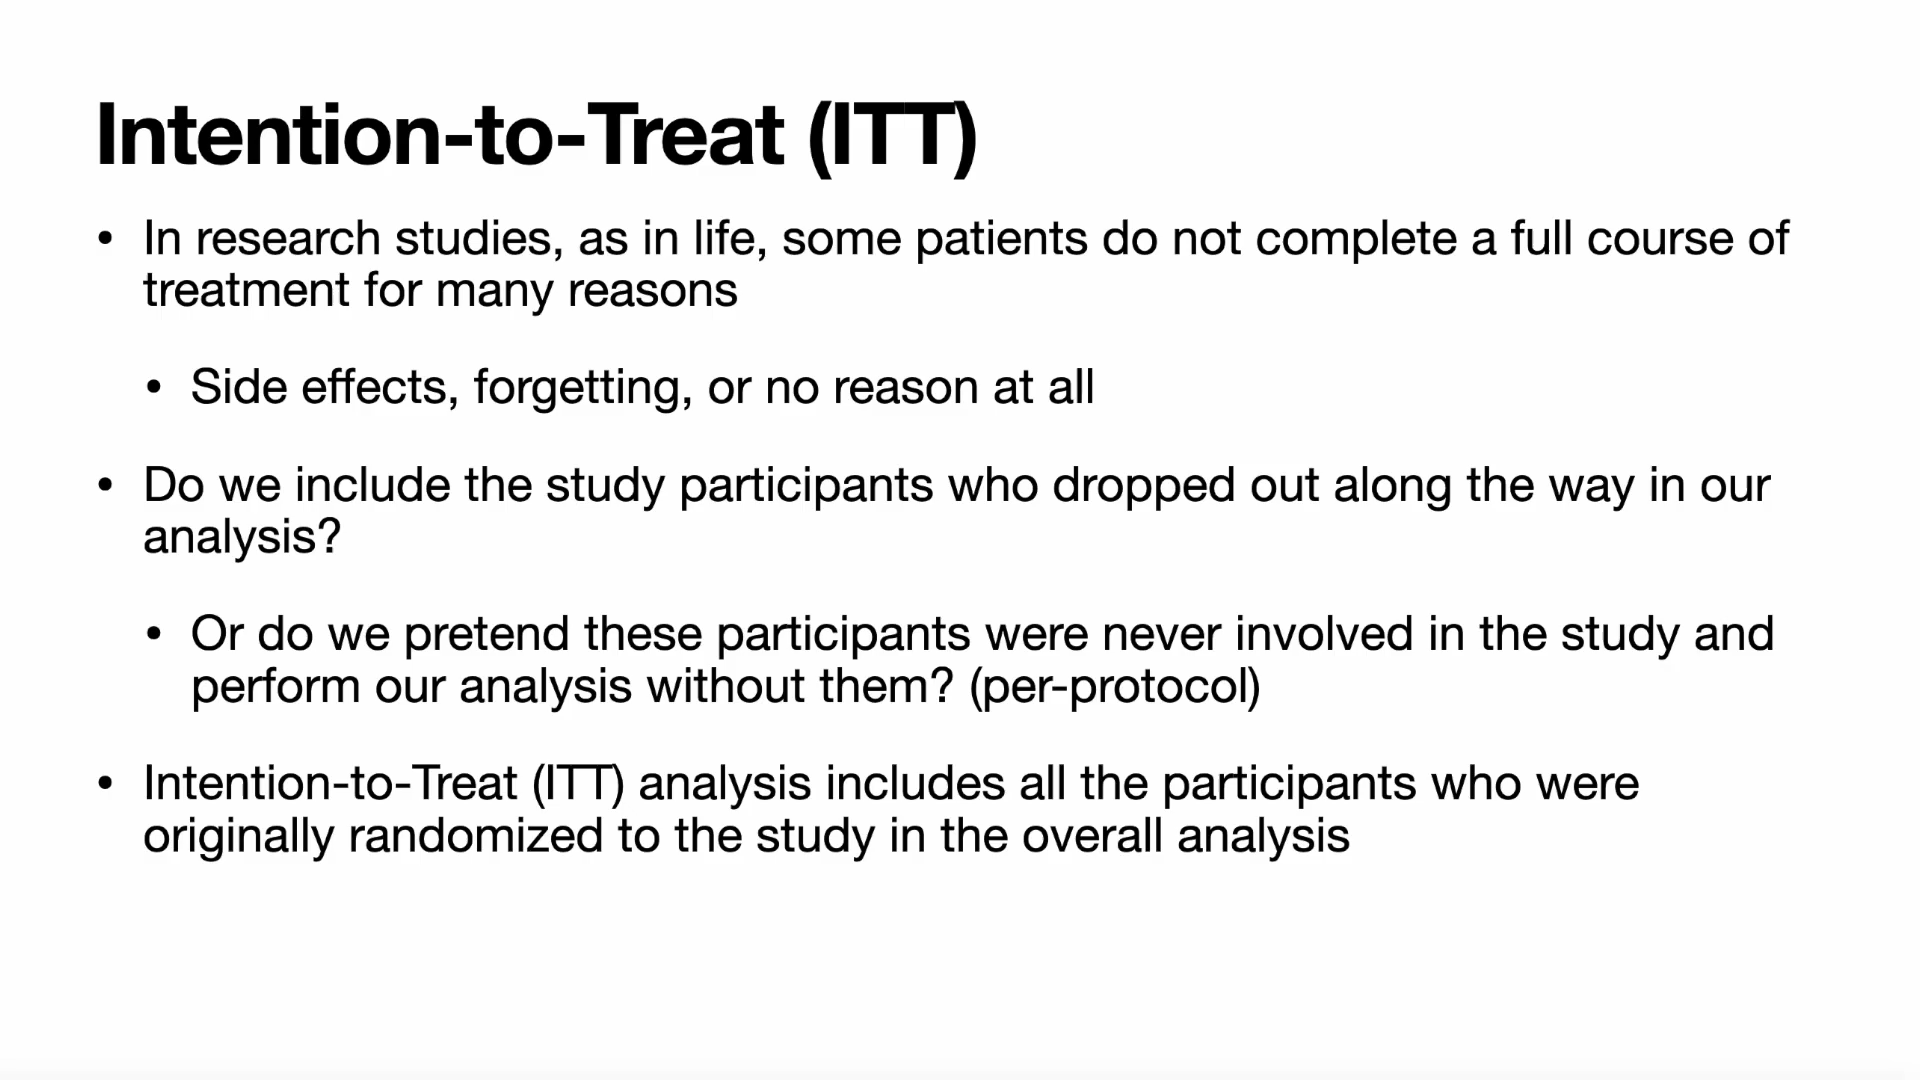 Intention-to-Treat (ITT)
• In research studies, as in life, some patients do not complete a full course of
treatment for many reasons
• Side effects, forgetting, or no reason at all
• Do we include the study participants who dropped out along the way in our
analysis?
• Or do we pretend these participants were never involved in the study and
perform our analysis without them? (per-protocol)
• Intention-to-Treat (ITT) analysis includes all the participants who were
originally randomized to the study in the overall analysis